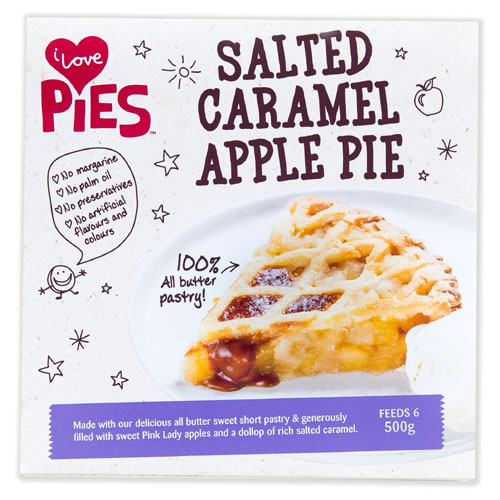 i love
PIES™
SALTED
CARAMEL
APPLE PIE
No margarine
No palm oil
No preservatives
No artificial
flavours and
colours
100%
All butter
pastry!
Made with our delicious all butter sweet short pastry & generously
filled with sweet Pink Lady apples and a dollop of rich salted caramel.
FEEDS 6
500g